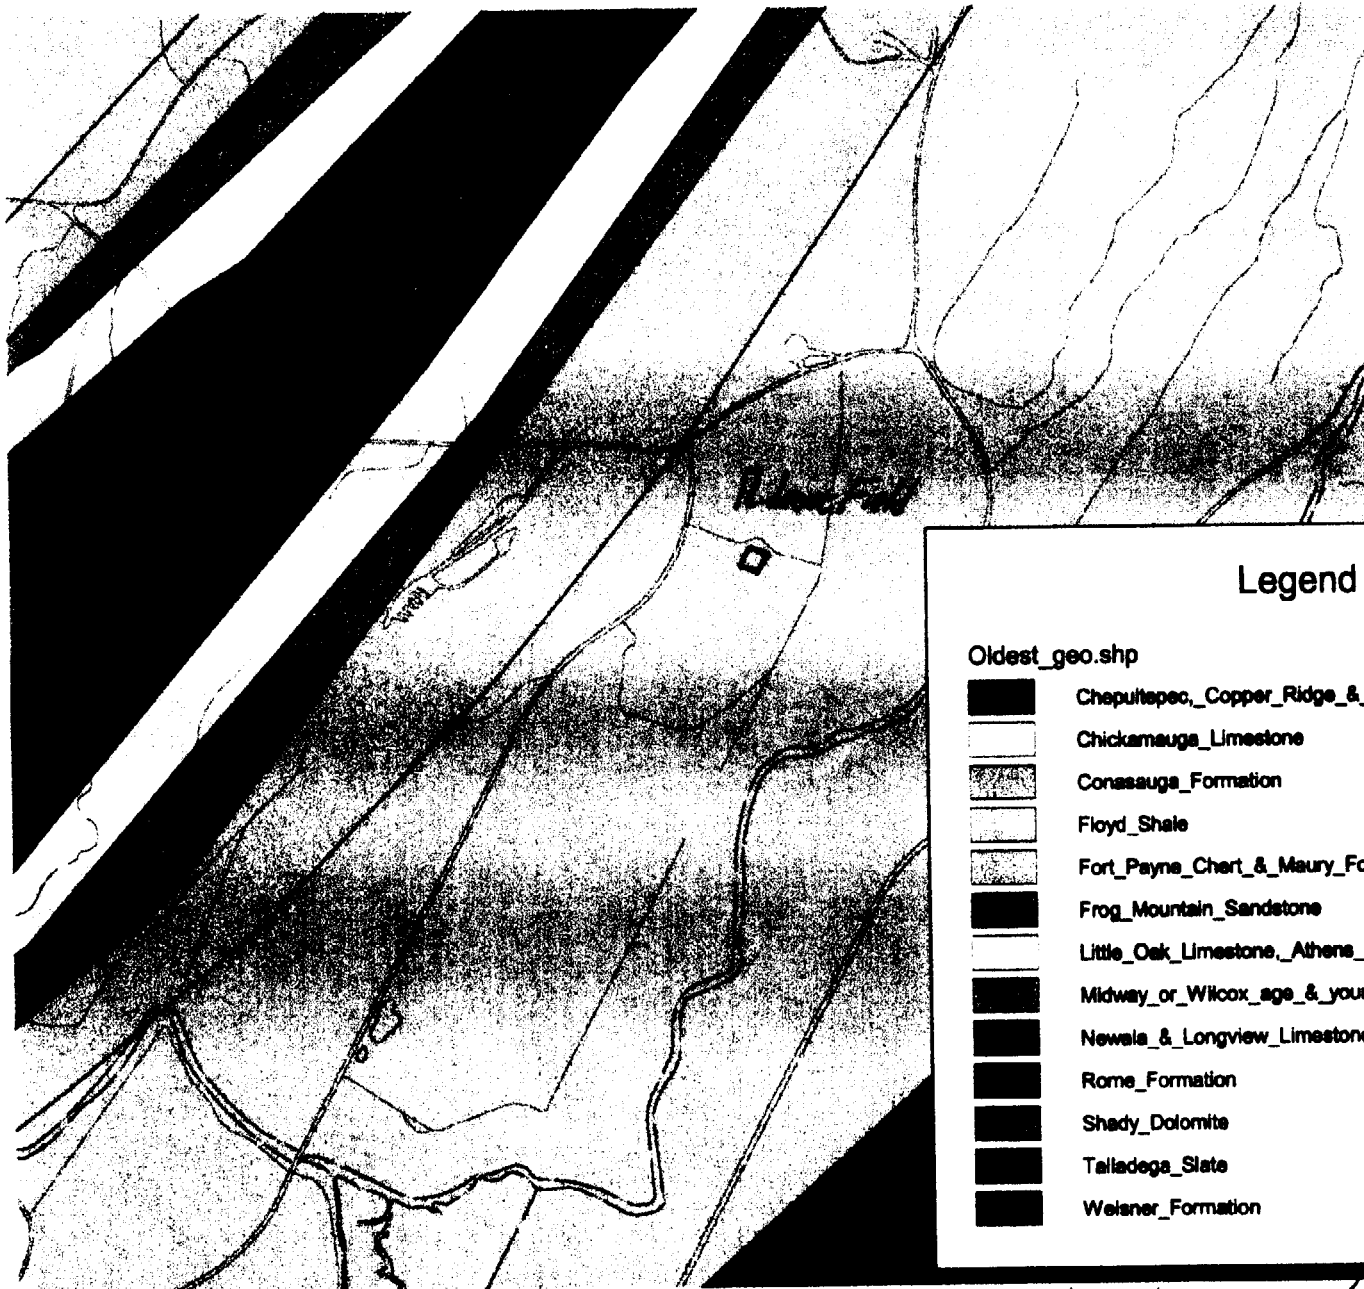 Legend
Oldest_geo.shp
Chepultepec,_Copper_Ridge_&_
Chickamauga_Limestone
Conasauga_Formation
Floyd_Shale
Fort_Payne_Chert_&_Maury_Fo
Frog_Mountain_Sandstone
Little_Oak_Limestone,_Athens_
Midway_or_Wilcox_age_&_your
Newala_&_Longview_Limestone
Rome_Formation
Shady_Dolomite
Talladega_Slate
Weisner_Formation